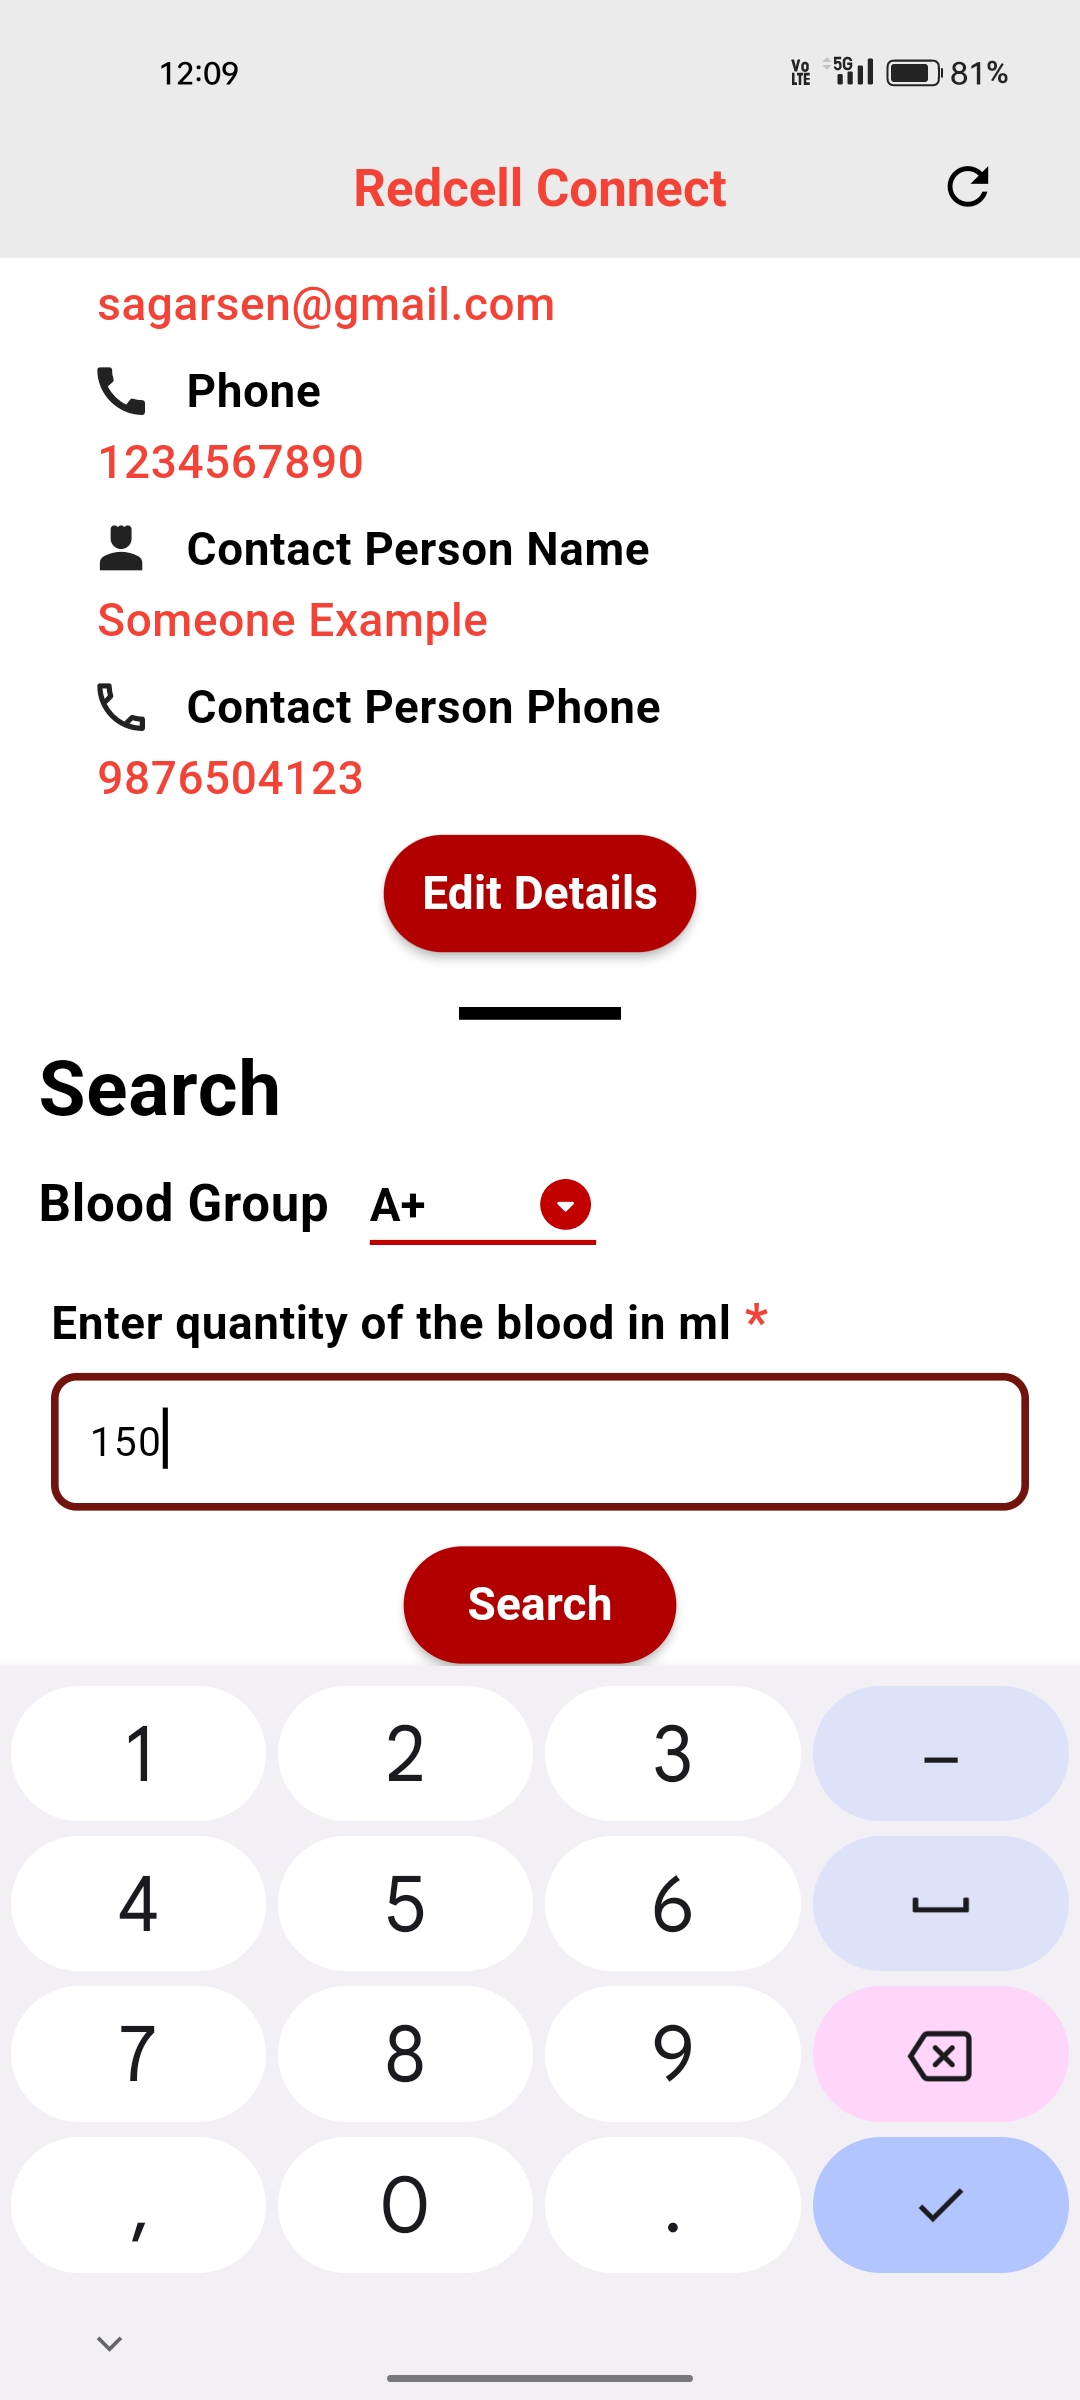 12:09
Vo LTE 5G 81%
Redcell Connect
sagarsen@gmail.com
Phone
1234567890
Contact Person Name
Someone Example
Contact Person Phone
9876504123
Edit Details
Search
Blood Group A+
Enter quantity of the blood in ml *
150
Search
1 2 3 –
4 5 6
7 8 9
, 0 .